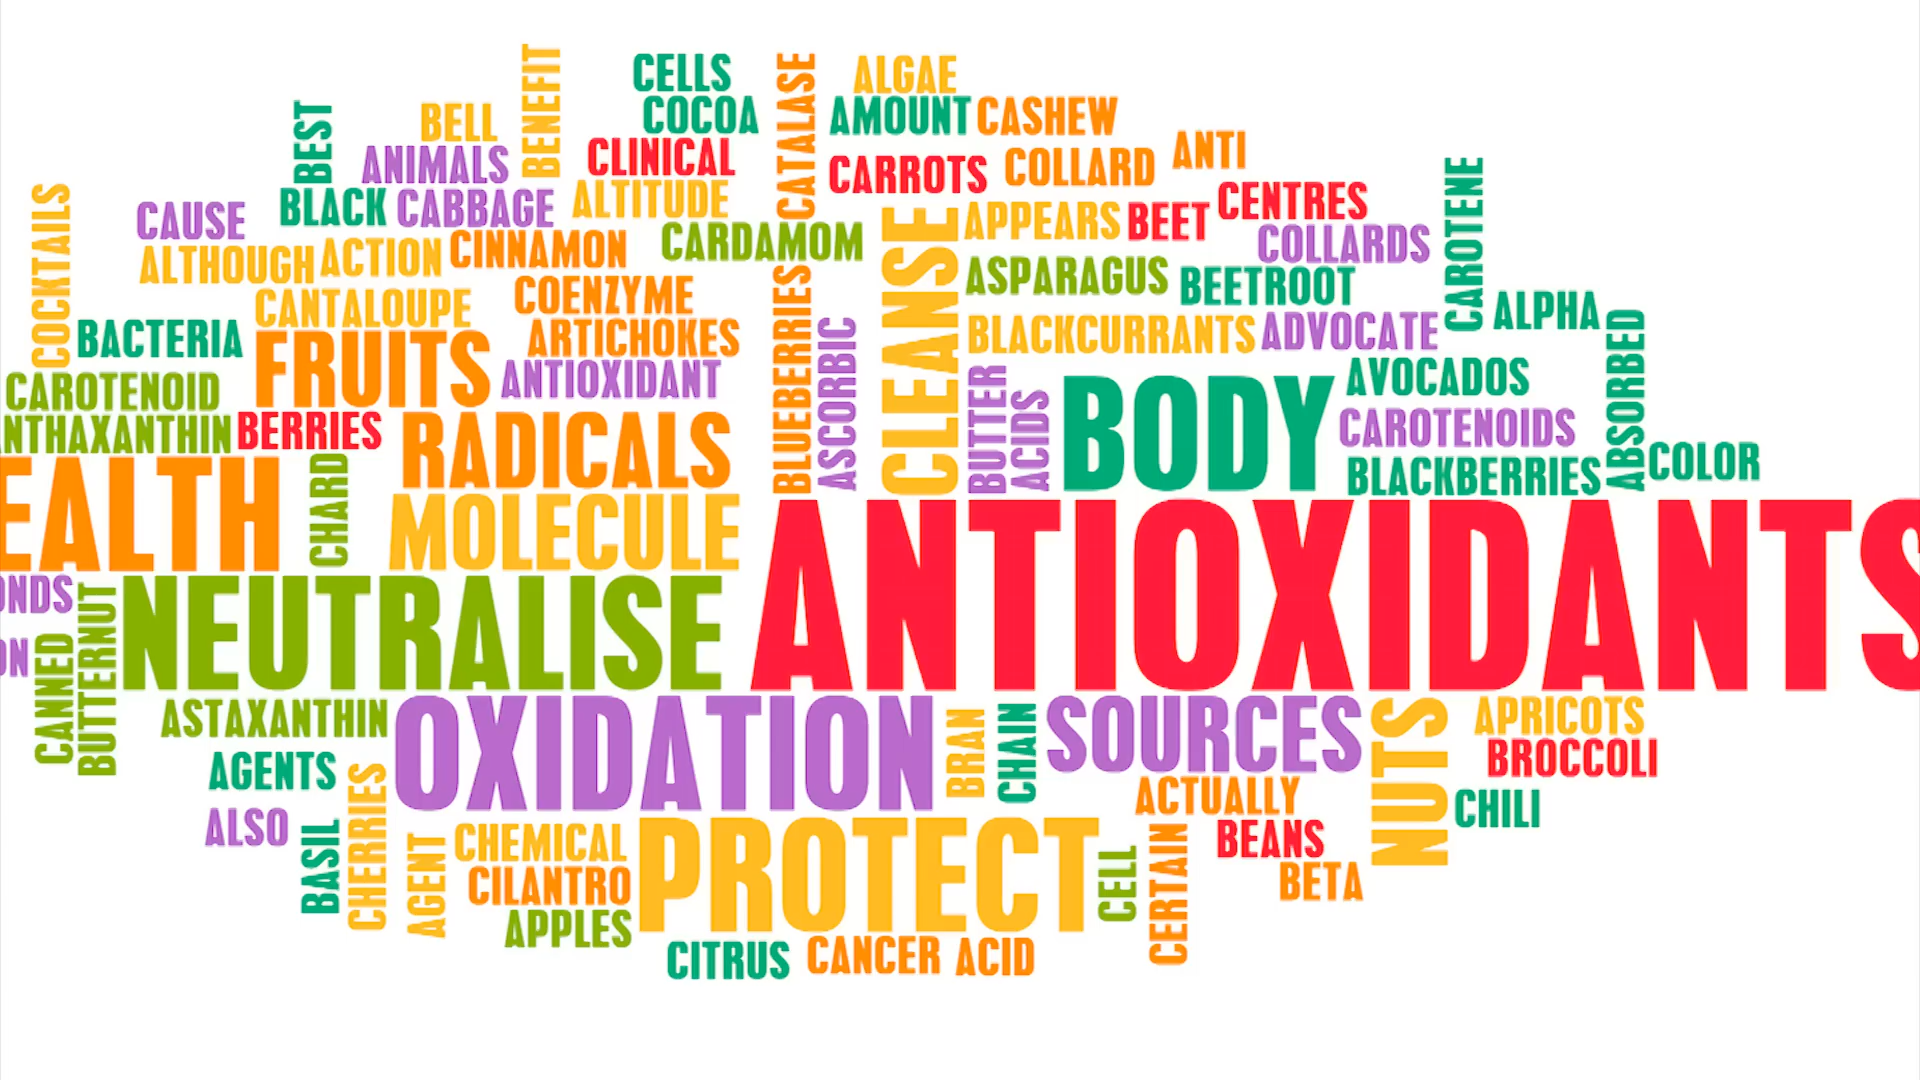 CELLS
ALGAE
BENEFIT
CATALASE
COCOA
AMOUNT
CASHEW
BEST
BELL
ANIMALS
CLINICAL
CARROTS
COLLARD
ANTI
CAROTENE
COCKTAILS
CAUSE
BLACK
CABBAGE
ALTITUDE
CLEANSE
APPEARS
BEET
CENTRES
ALTHOUGH
ACTION
CINNAMON
CARDAMOM
COLLARDS
ASPARAGUS
BEETROOT
CANTALOUPE
COENZYME
BLUEBERRIES
ALPHA
BACTERIA
FRUITS
ARTICHOKES
ASCORBIC
BLACKCURRANTS
ADVOCATE
ABSORBED
CAROTENOID
ANTIOXIDANT
BUTTER
ACIDS
BODY
AVOCADOS
NTHAXANTHIN
BERRIES
RADICALS
CAROTENOIDS
BLACKBERRIES
COLOR
EALTH
CHARD
MOLECULE
ANTIOXIDANTS
ONDS
BUTTERNUT
NEUTRALISE
ON
CANNED
ASTAXANTHIN
OXIDATION
BRAN
CHAIN
SOURCES
NUTS
APRICOTS
BROCCOLI
AGENTS
CHERRIES
ACTUALLY
CHILI
ALSO
BASIL
AGENT
CHEMICAL
PROTECT
CELL
CERTAIN
BEANS
CILANTRO
BETA
APPLES
CITRUS
CANCER
ACID